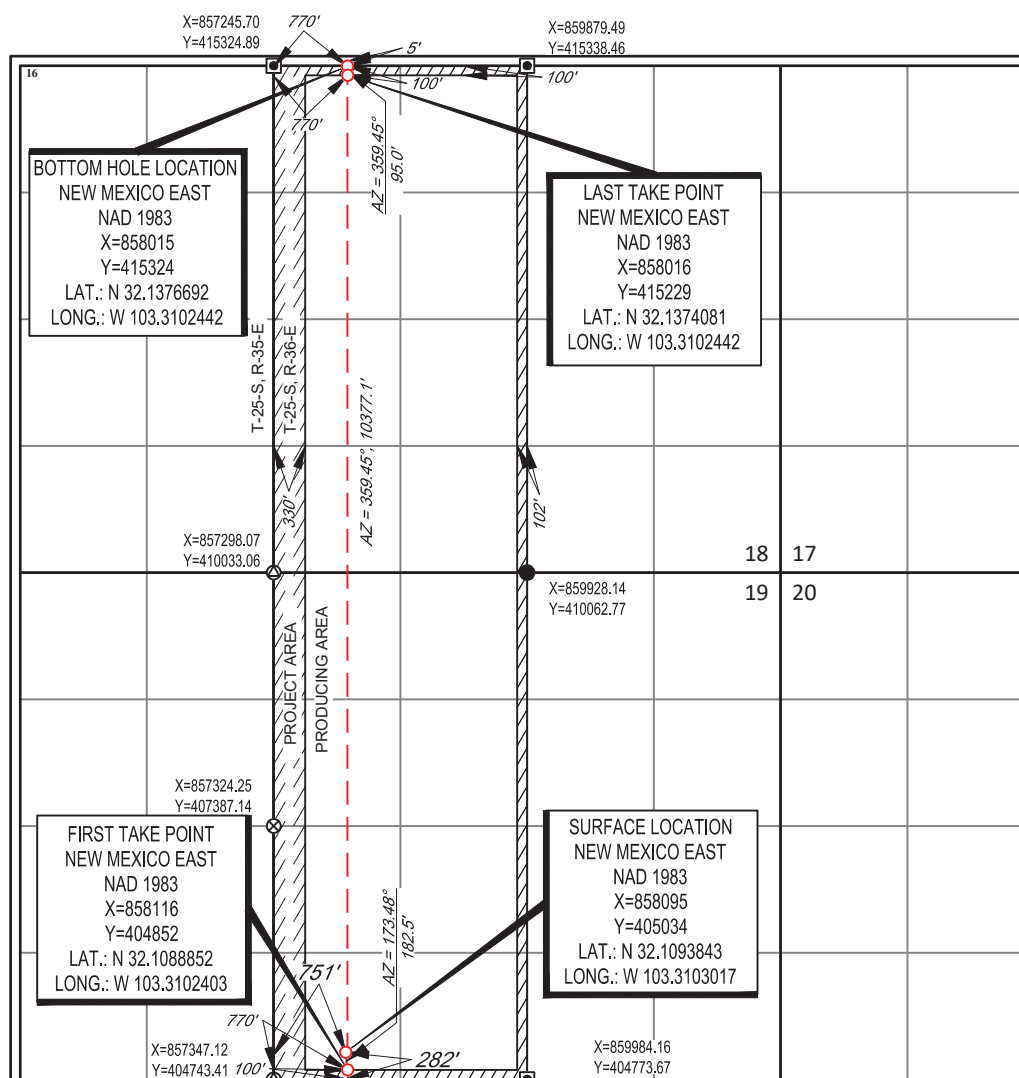 X=857245.70
Y=415324.89
770'
5'
X=859879.49
Y=415338.46
16
100'
100'
770'
AZ = 359.45°
95.0'
BOTTOM HOLE LOCATION
NEW MEXICO EAST
NAD 1983
X=858015
Y=415324
LAT.: N 32.1376692
LONG.: W 103.3102442
LAST TAKE POINT
NEW MEXICO EAST
NAD 1983
X=858016
Y=415229
LAT.: N 32.1374081
LONG.: W 103.3102442
T-25-S, R-35-E
T-25-S, R-36-E
AZ = 359.45°, 10377.1'
330'
102'
X=857298.07
Y=410033.06
18 17
19 20
X=859928.14
Y=410062.77
PROJECT AREA
PRODUCING AREA
X=857324.25
Y=407387.14
FIRST TAKE POINT
NEW MEXICO EAST
NAD 1983
X=858116
Y=404852
LAT.: N 32.1088852
LONG.: W 103.3102403
SURFACE LOCATION
NEW MEXICO EAST
NAD 1983
X=858095
Y=405034
LAT.: N 32.1093843
LONG.: W 103.3103017
AZ = 173.48°
182.5'
751'
770'
282'
X=857347.12
Y=404743.41
100'
X=859984.16
Y=404773.67